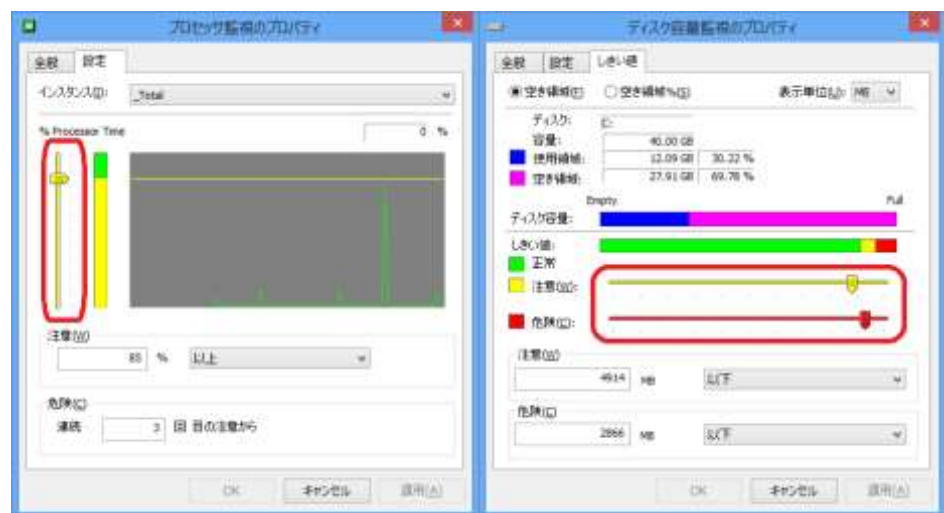 プロセッサ監視のプロパティ
全般 設定
インスタンス(I): _Total
% Processor Time 0 %
注意(W)
85 % 以上
危険(C)
連続 3 回 目の注意から
OK キャンセル 適用(A)
ディスク容量監視のプロパティ
全般 設定 しきい値
空き領域(E) 空き領域%(S) 表示単位(U): MB
ディスク:
容量: 40.00 GB
使用領域: 12.09 GB 30.22 %
空き領域: 27.91 GB 69.78 %
Empty Full
ディスク容量:
しきい値:
正常
注意(W):
危険(C):
注意(W)
4914 MB 以下
危険(C)
2866 MB 以下
OK キャンセル 適用(A)